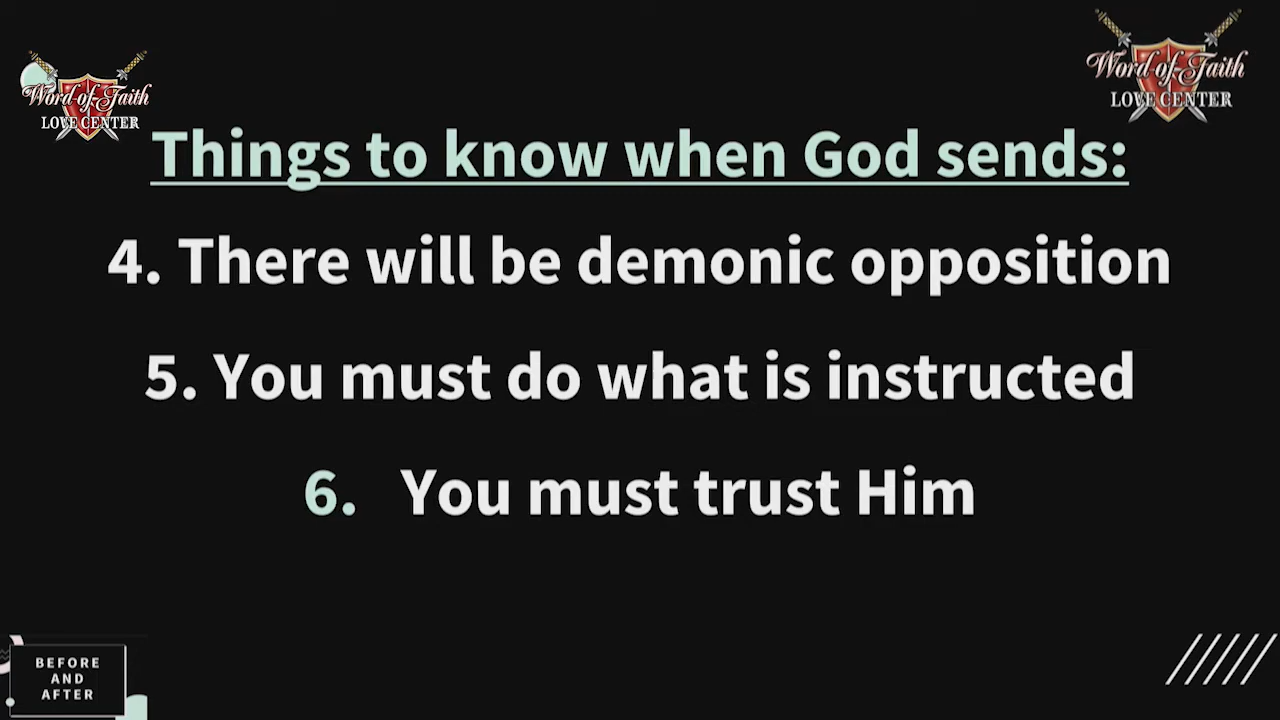 Word of Faith
LOVE CENTER
Word of Faith
LOVE CENTER
Things to know when God sends:
4. There will be demonic opposition
5. You must do what is instructed
6. You must trust Him
BEFORE
AND
AFTER